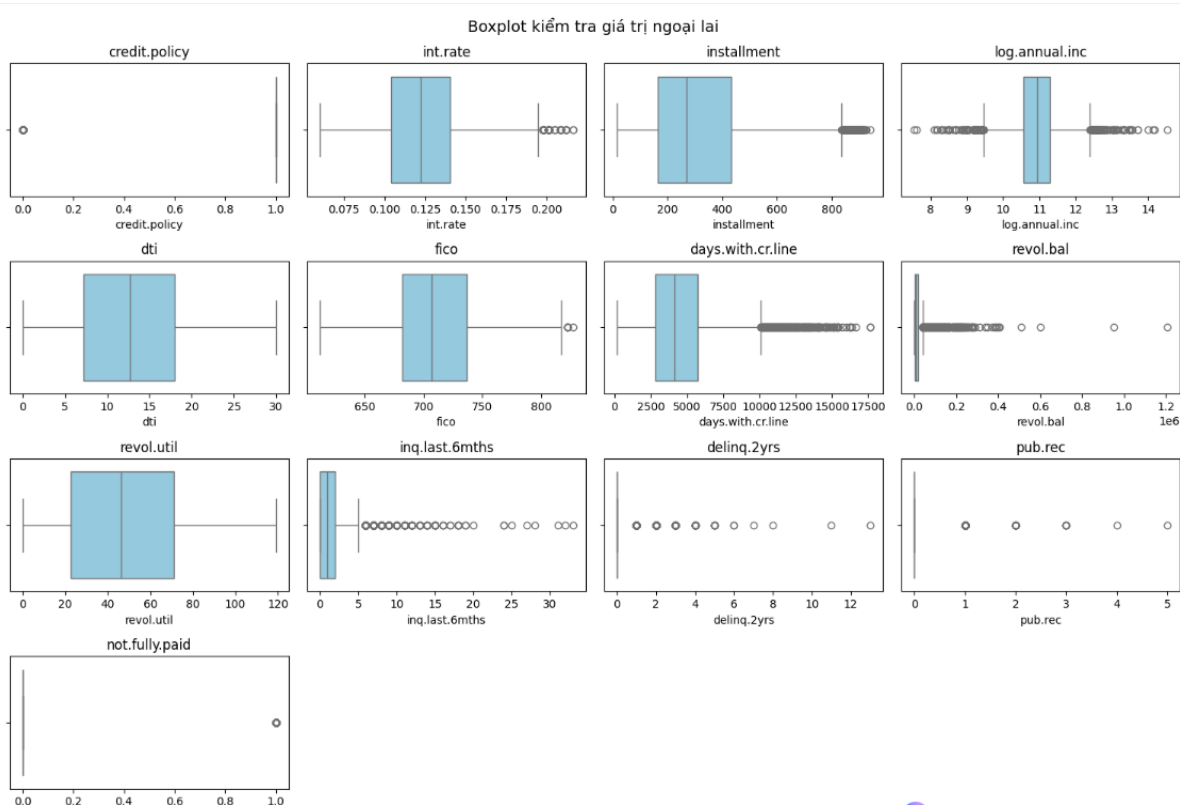 Boxplot kiểm tra giá trị ngoại lai
credit.policy
int.rate
installment
log.annual.inc
0.0 0.2 0.4 0.6 0.8 1.0
0.075 0.100 0.125 0.150 0.175 0.200
0 200 400 600 800
8 9 10 11 12 13 14
credit.policy
int.rate
installment
log.annual.inc
dti
fico
days.with.cr.line
revol.bal
0 5 10 15 20 25 30
650 700 750 800
0 2500 5000 7500 10000 12500 15000 17500
0.0 0.2 0.4 0.6 0.8 1.0 1.2
dti
fico
days.with.cr.line
revol.bal
1e6
revol.util
inq.last.6mths
delinq.2yrs
pub.rec
0 20 40 60 80 100 120
0 5 10 15 20 25 30
0 2 4 6 8 10 12
0 1 2 3 4 5
revol.util
inq.last.6mths
delinq.2yrs
pub.rec
not.fully.paid
0.0 0.2 0.4 0.6 0.8 1.0